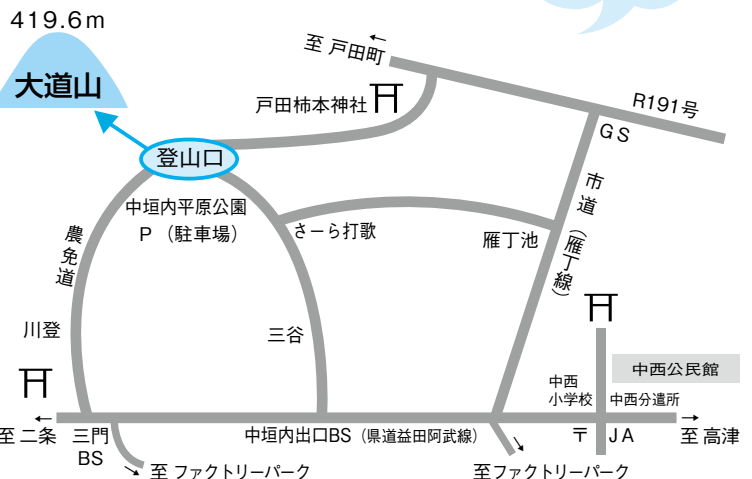 419.6m
大道山
至 戸田町
戸田柿本神社
R191号
GS
登山口
市道（雁丁線）
中垣内平原公園
P （駐車場）
さーら打歌
雁丁池
農免道
川登
三谷
中西公民館
中西
小学校
中西分遣所
至 二条
三門
BS
中垣内出口BS（県道益田阿武線）
〒
JA
至 高津
至 ファクトリーパーク
至ファクトリーパーク